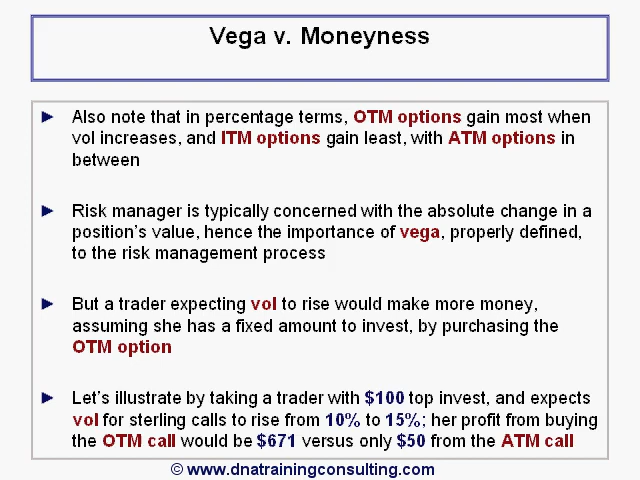 Vega v. Moneyness
► Also note that in percentage terms, OTM options gain most when
vol increases, and ITM options gain least, with ATM options in
between
► Risk manager is typically concerned with the absolute change in a
position's value, hence the importance of vega, properly defined,
to the risk management process
► But a trader expecting vol to rise would make more money,
assuming she has a fixed amount to invest, by purchasing the
OTM option
► Let's illustrate by taking a trader with $100 top invest, and expects
vol for sterling calls to rise from 10% to 15%; her profit from buying
the OTM call would be $671 versus only $50 from the ATM call
© www.dnatrainingconsulting.com